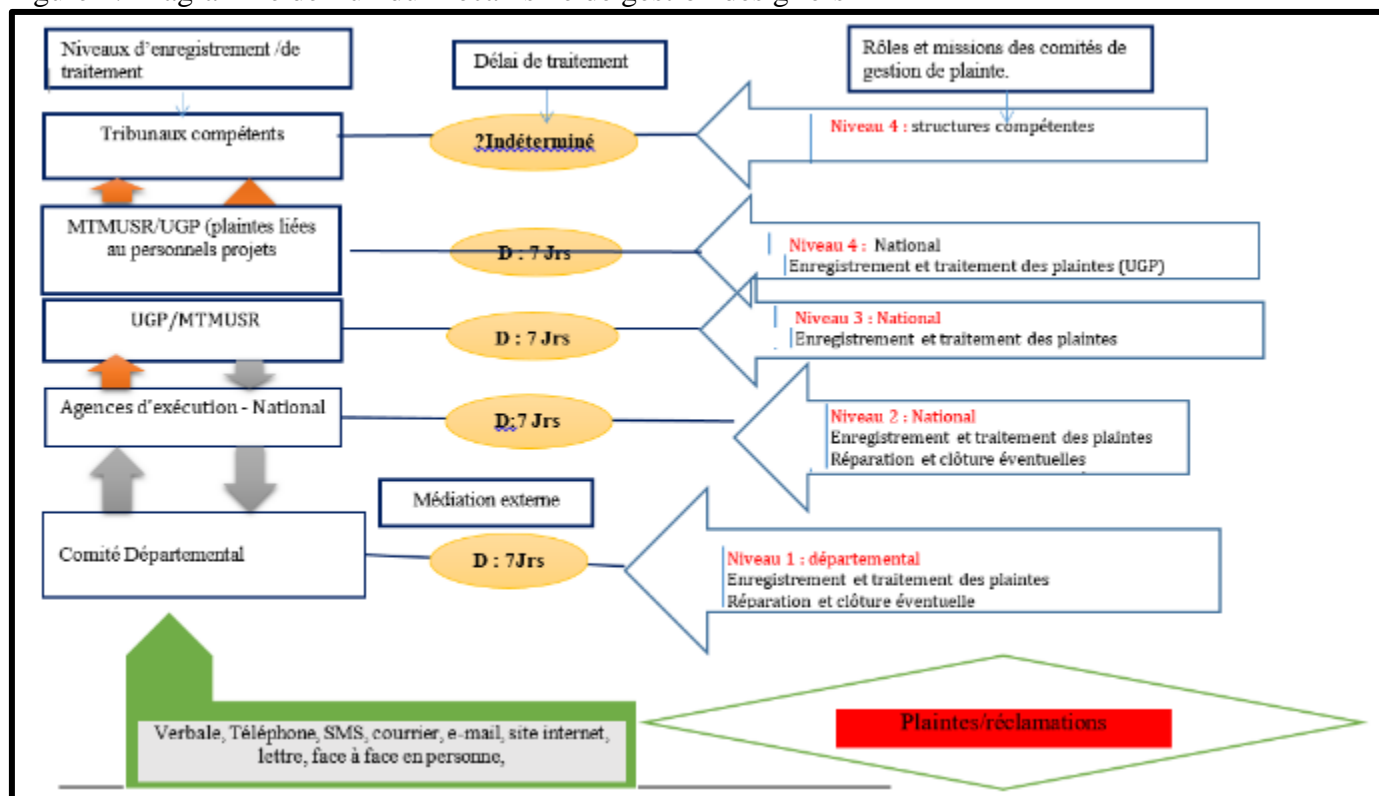 Niveaux d'enregistrement /de
traitement
Délai de traitement
Rôles et missions des comités de
gestion de plainte.
Tribunaux compétents
?Indéterminé
Niveau 4 : structures compétentes
MTMUSR/UGP (plaintes liées
au personnels projets
D : 7 Jrs
Niveau 4 : National
Enregistrement et traitement des plaintes (UGP)
UGP/MTMUSR
D : 7 Jrs
Niveau 3 : National
Enregistrement et traitement des plaintes
Agences d'exécution - National
D:7 Jrs
Niveau 2 : National
Enregistrement et traitement des plaintes
Réparation et clôture éventuelles
Médiation externe
Comité Départemental
D : 7Jrs
Niveau 1 : départemental
Enregistrement et traitement des plaintes
Réparation et clôture éventuelle
Verbale, Téléphone, SMS, courrier, e-mail, site internet,
lettre, face à face en personne,
Plaintes/réclamations